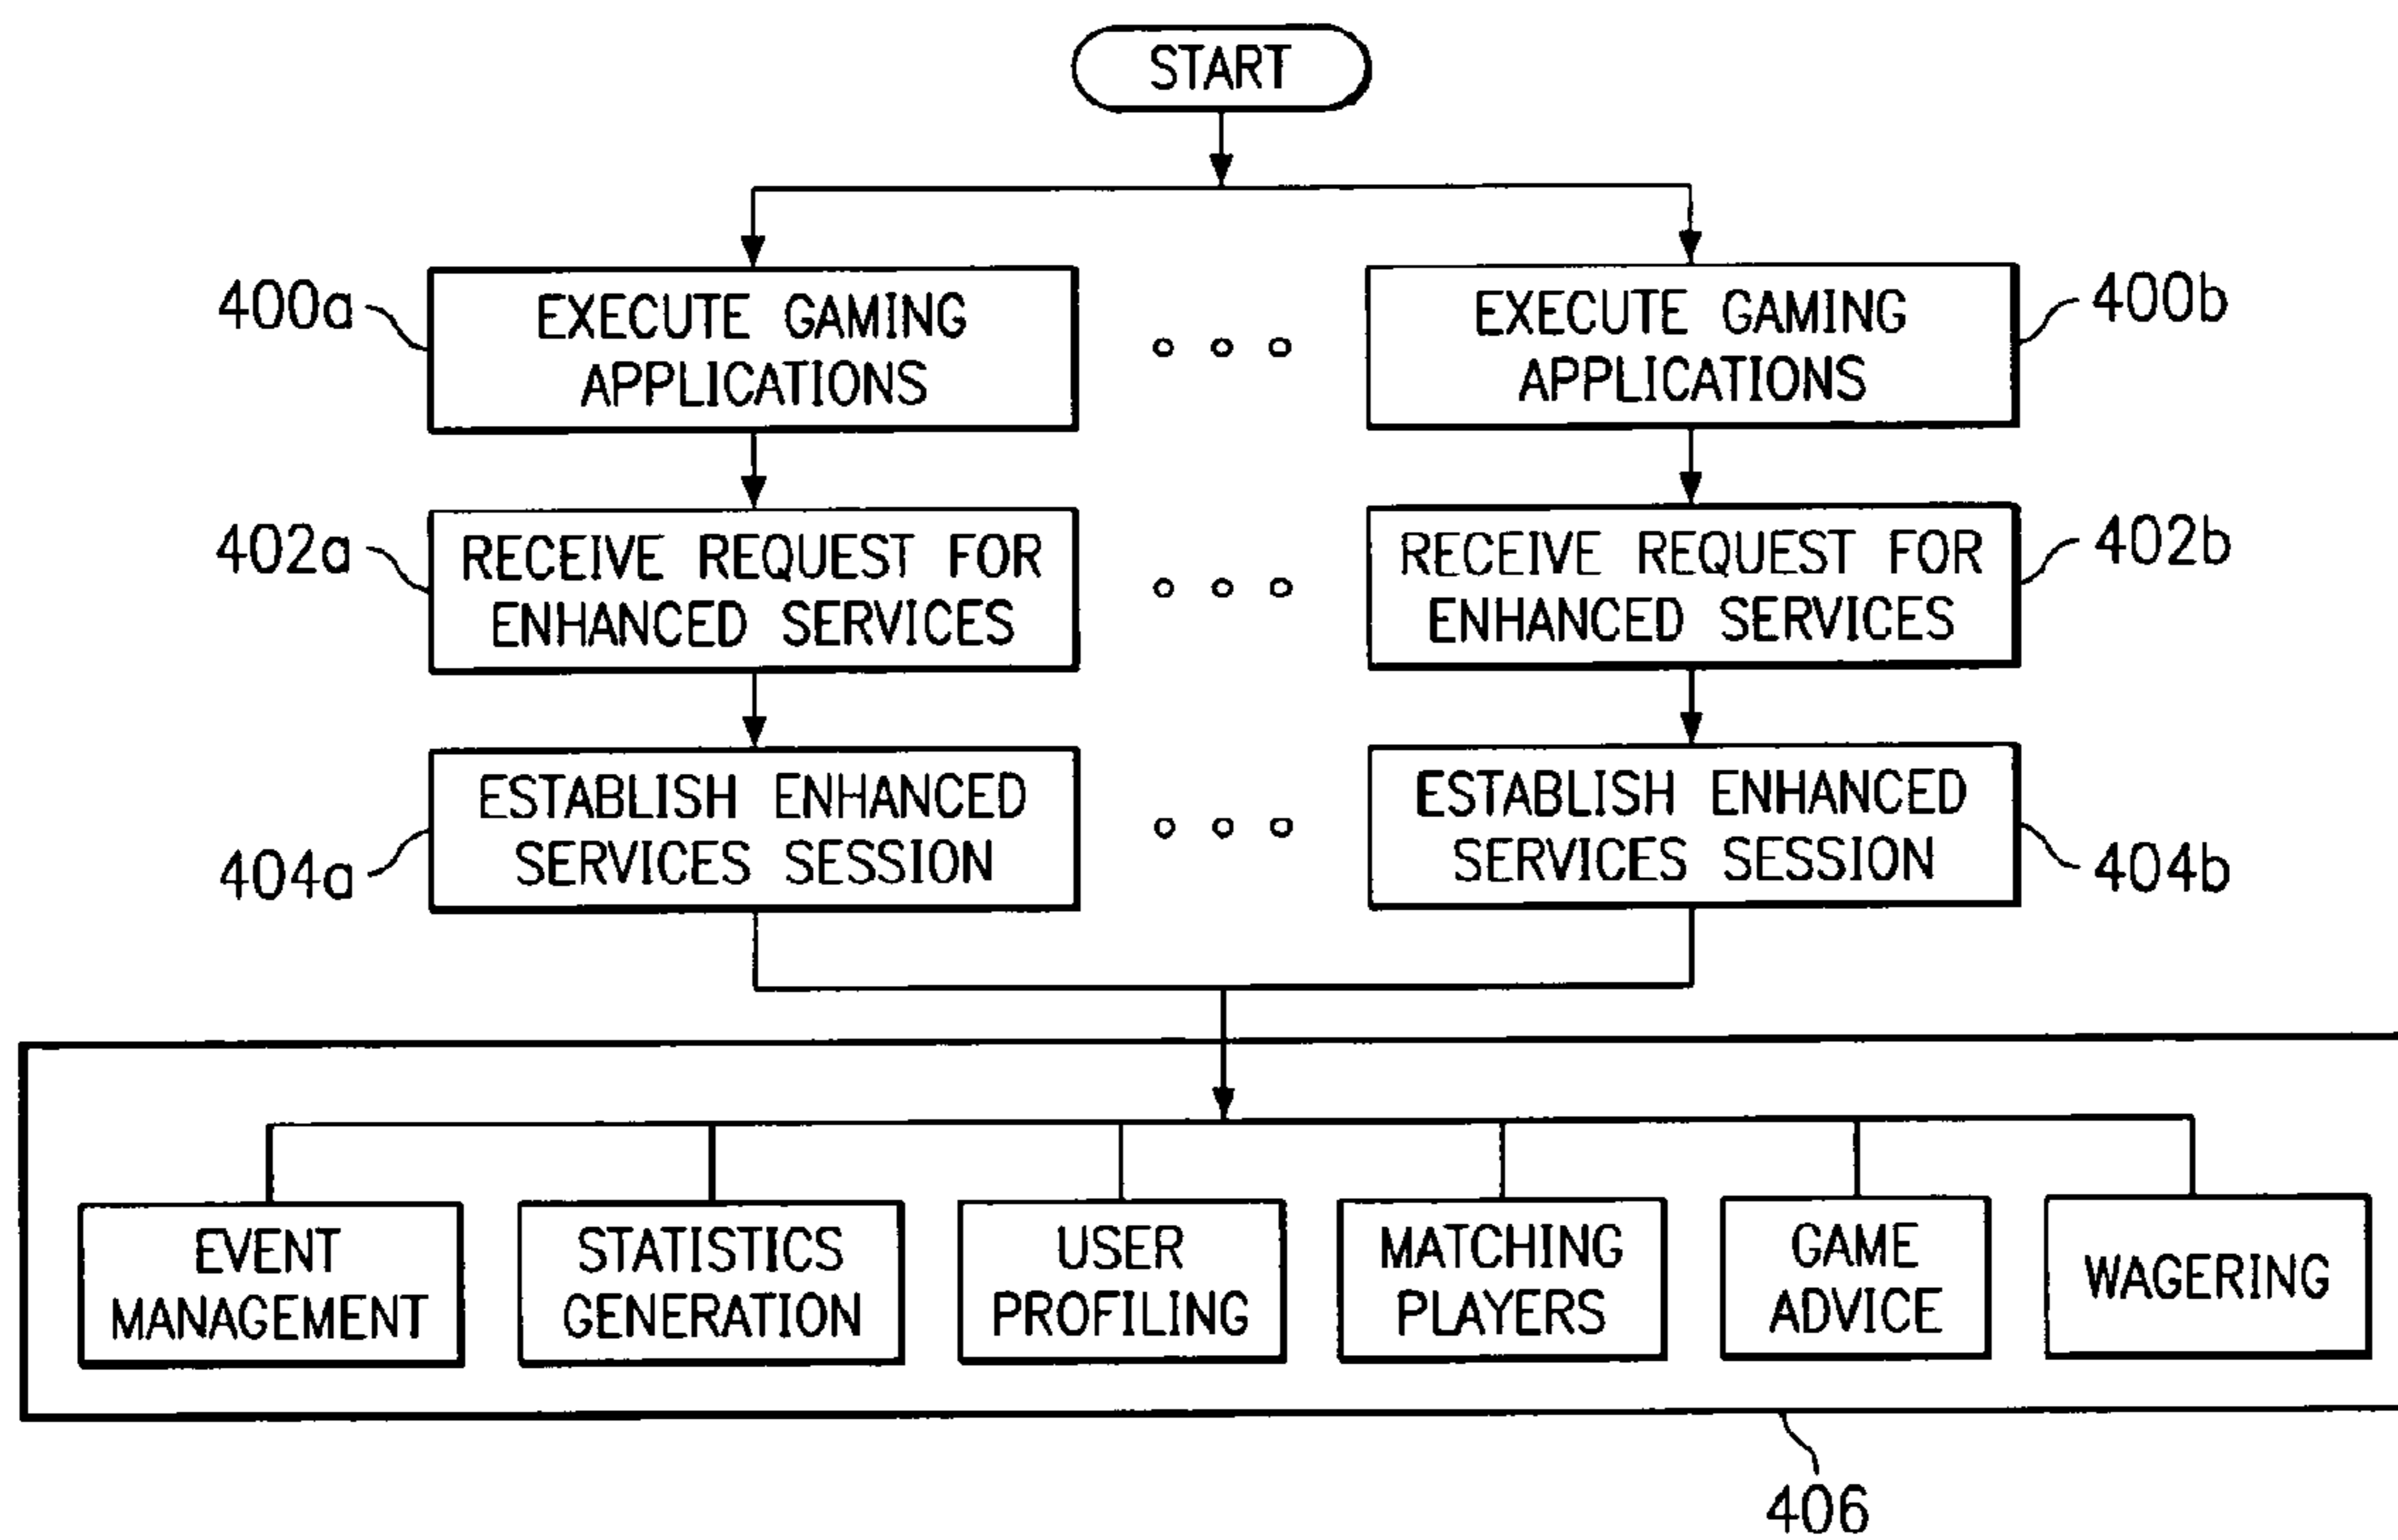 START
400a
EXECUTE GAMING
APPLICATIONS
EXECUTE GAMING
APPLICATIONS
400b
402a
RECEIVE REQUEST FOR
ENHANCED SERVICES
RECEIVE REQUEST FOR
ENHANCED SERVICES
402b
404a
ESTABLISH ENHANCED
SERVICES SESSION
ESTABLISH ENHANCED
SERVICES SESSION
404b
EVENT
MANAGEMENT
STATISTICS
GENERATION
USER
PROFILING
MATCHING
PLAYERS
GAME
ADVICE
WAGERING
406